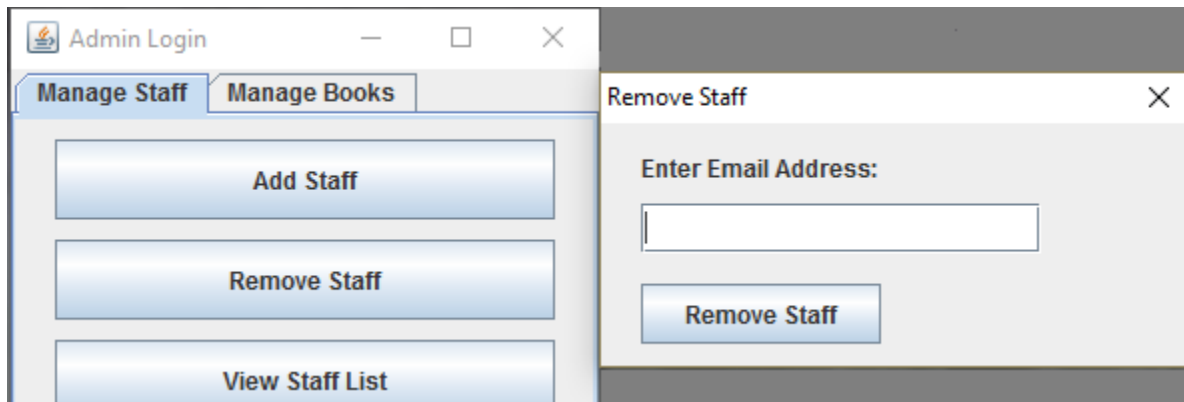 Admin Login
Manage Staff
Manage Books
Add Staff
Remove Staff
View Staff List
Remove Staff
Enter Email Address:
Remove Staff